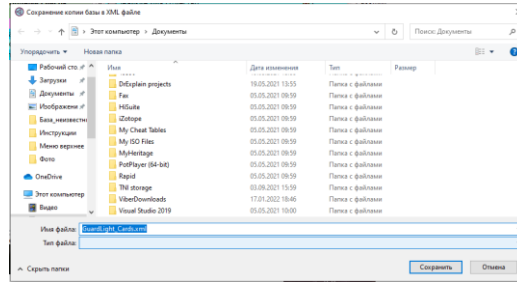 Сохранение копии базы в XML файле
Этот компьютер > Документы
Поиск: Документы
Упорядочить
Новая папка
Имя
Дата изменения
Тип
Размер
Рабочий сто
Загрузки
Документы
Изображени
База_неизвестн
Инструкции
Меню верхнее
Фото
OneDrive
Этот компьютер
Видео
DrExplain projects 19.05.2021 13:55 Папка с файлами
Fax 05.05.2021 09:59 Папка с файлами
HiSuite 05.05.2021 09:59 Папка с файлами
iZotope 05.05.2021 09:59 Папка с файлами
My Cheat Tables 05.05.2021 09:59 Папка с файлами
My ISO Files 05.05.2021 09:59 Папка с файлами
MyHeritage 05.05.2021 09:59 Папка с файлами
PotPlayer (64-bit) 05.05.2021 09:59 Папка с файлами
Rapid 05.05.2021 09:59 Папка с файлами
TNI storage 03.09.2021 15:59 Папка с файлами
ViberDownloads 17.01.2022 18:46 Папка с файлами
Visual Studio 2019 05.05.2021 10:00 Папка с файлами
Имя файла: GuardLight_Cards.xml
Тип файла:
Скрыть папки
Сохранить
Отмена